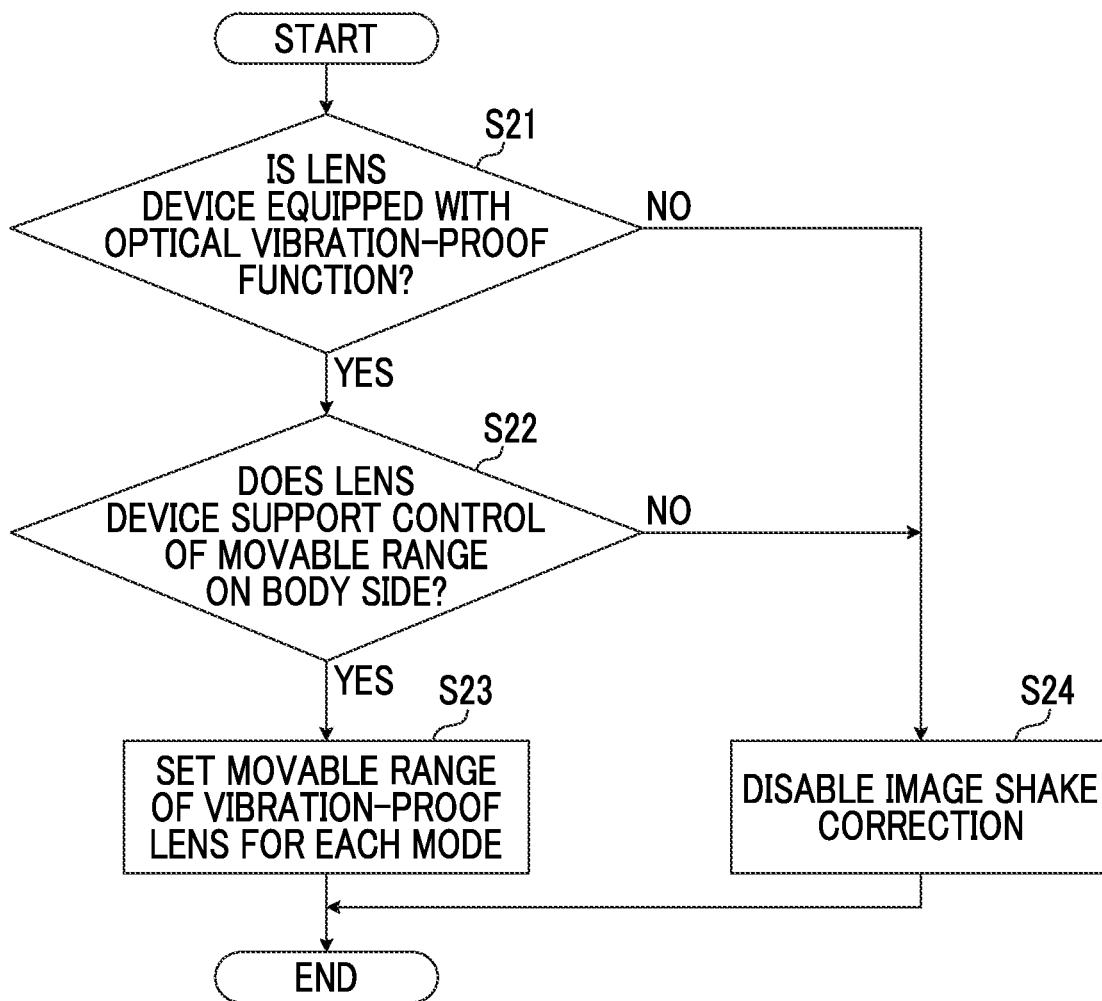 START
S21
IS LENS
DEVICE EQUIPPED WITH
OPTICAL VIBRATION-PROOF
FUNCTION?
NO
YES
S22
DOES LENS
DEVICE SUPPORT CONTROL
OF MOVABLE RANGE
ON BODY SIDE?
NO
YES
S23
SET MOVABLE RANGE
OF VIBRATION-PROOF
LENS FOR EACH MODE
S24
DISABLE IMAGE SHAKE
CORRECTION
END